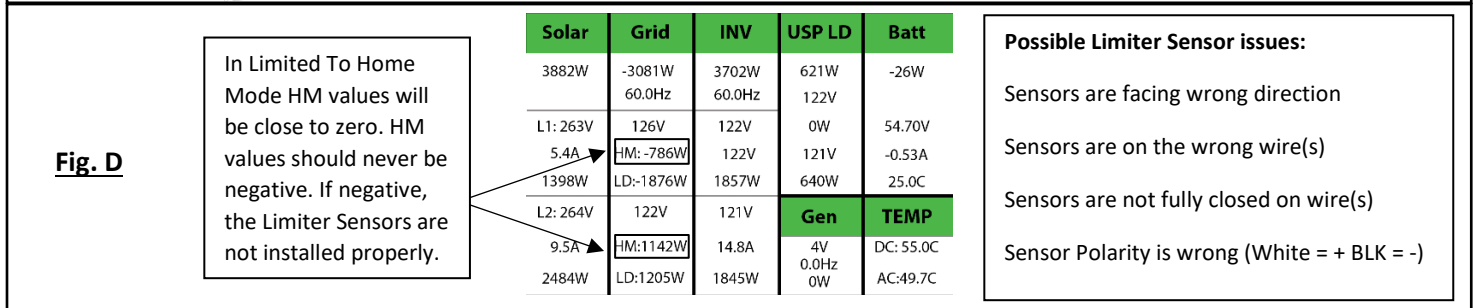 Fig. D
In Limited To Home
Mode HM values will
be close to zero. HM
values should never be
negative. If negative,
the Limiter Sensors are
not installed properly.
Solar Grid INV USP LD Batt
3882W -3081W 3702W 621W -26W
60.0Hz 60.0Hz 122V
L1: 263V 126V 122V 0W 54.70V
5.4A HM: -786W 122V 121V -0.53A
1398W LD:-1876W 1857W 640W 25.0C
L2: 264V 122V 121V Gen TEMP
9.5A HM:1142W 14.8A 4V DC: 55.0C
0.0Hz
2484W LD:1205W 1845W 0W AC:49.7C
Possible Limiter Sensor issues:
Sensors are facing wrong direction
Sensors are on the wrong wire(s)
Sensors are not fully closed on wire(s)
Sensor Polarity is wrong (White = + BLK = -)